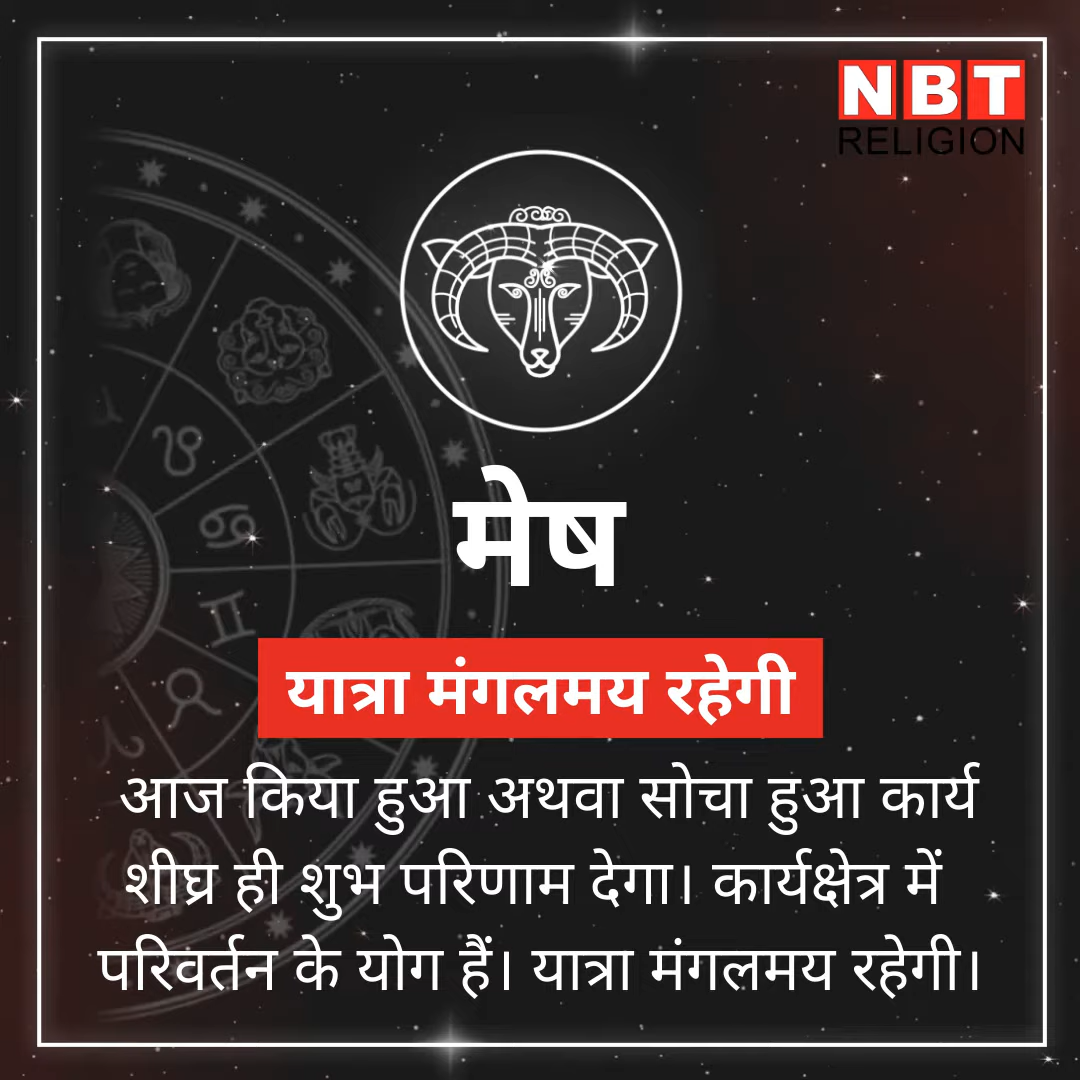 NBT
RELIGION
मेष
यात्रा मंगलमय रहेगी
आज किया हुआ अथवा सोचा हुआ कार्य
शीघ्र ही शुभ परिणाम देगा। कार्यक्षेत्र में
परिवर्तन के योग हैं। यात्रा मंगलमय रहेगी।